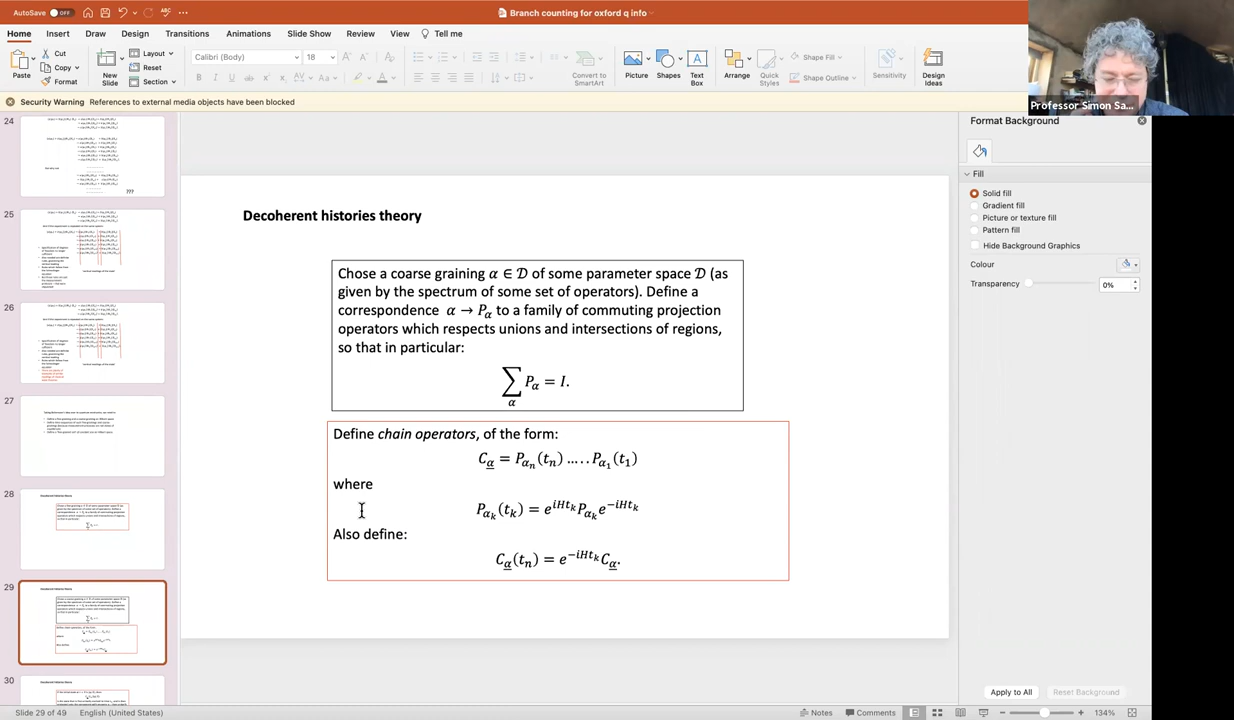 AutoSave OFF
Branch counting for oxford q info
Home Insert Draw Design Transitions Animations Slide Show Review View Tell me
Paste
Cut
Copy
Format
New Slide
Layout
Reset
Section
Calibri (Body) 18
Convert to SmartArt
Picture
Shapes
Text Box
Arrange
Quick Styles
Shape Fill
Shape Outline
Sensitivity
Design Ideas
Security Warning References to external media objects have been blocked
Professor Simon Sa...
24
???
25
26
27
28
29
30
Decoherent histories theory
Chose a coarse graining α ∈ 𝒟 of some parameter space 𝒟 (as
given by the spectrum of some set of operators). Define a
correspondence α → P_α to a family of commuting projection
operators which respects unions and intersections of regions,
so that in particular:
∑_α P_α = I.
Define chain operators, of the form:
C_α = P_{α_n}(t_n) ..... P_{α_1}(t_1)
where
P_{α_k}(t_k) = e^{iHt_k} P_{α_k} e^{-iHt_k}
Also define:
C_α(t_n) = e^{-iHt_k} C_α.
Format Background
Fill
Solid fill
Gradient fill
Picture or texture fill
Pattern fill
Hide Background Graphics
Colour
Transparency 0%
Apply to All Reset Background
Slide 29 of 49 English (United States) Notes Comments 134%